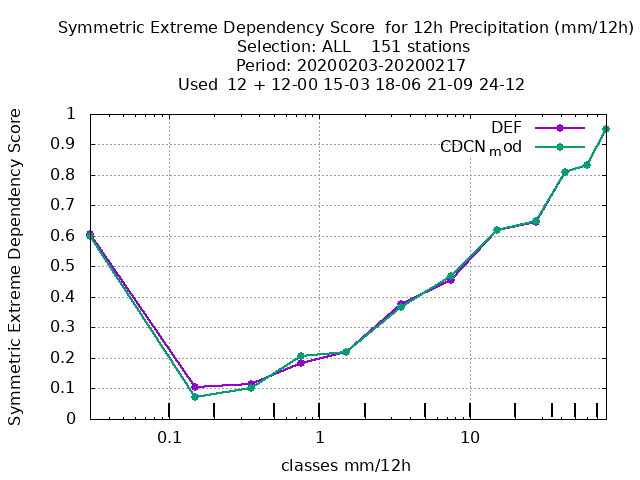 Symmetric Extreme Dependency Score  for 12h Precipitation (mm/12h)
Selection: ALL    151 stations
Period: 20200203-20200217
Used  12 + 12-00 15-03 18-06 21-09 24-12
Symmetric Extreme Dependency Score
1
0.9
0.8
0.7
0.6
0.5
0.4
0.3
0.2
0.1
0
DEF
CDCNmod
0.1
1
10
classes mm/12h